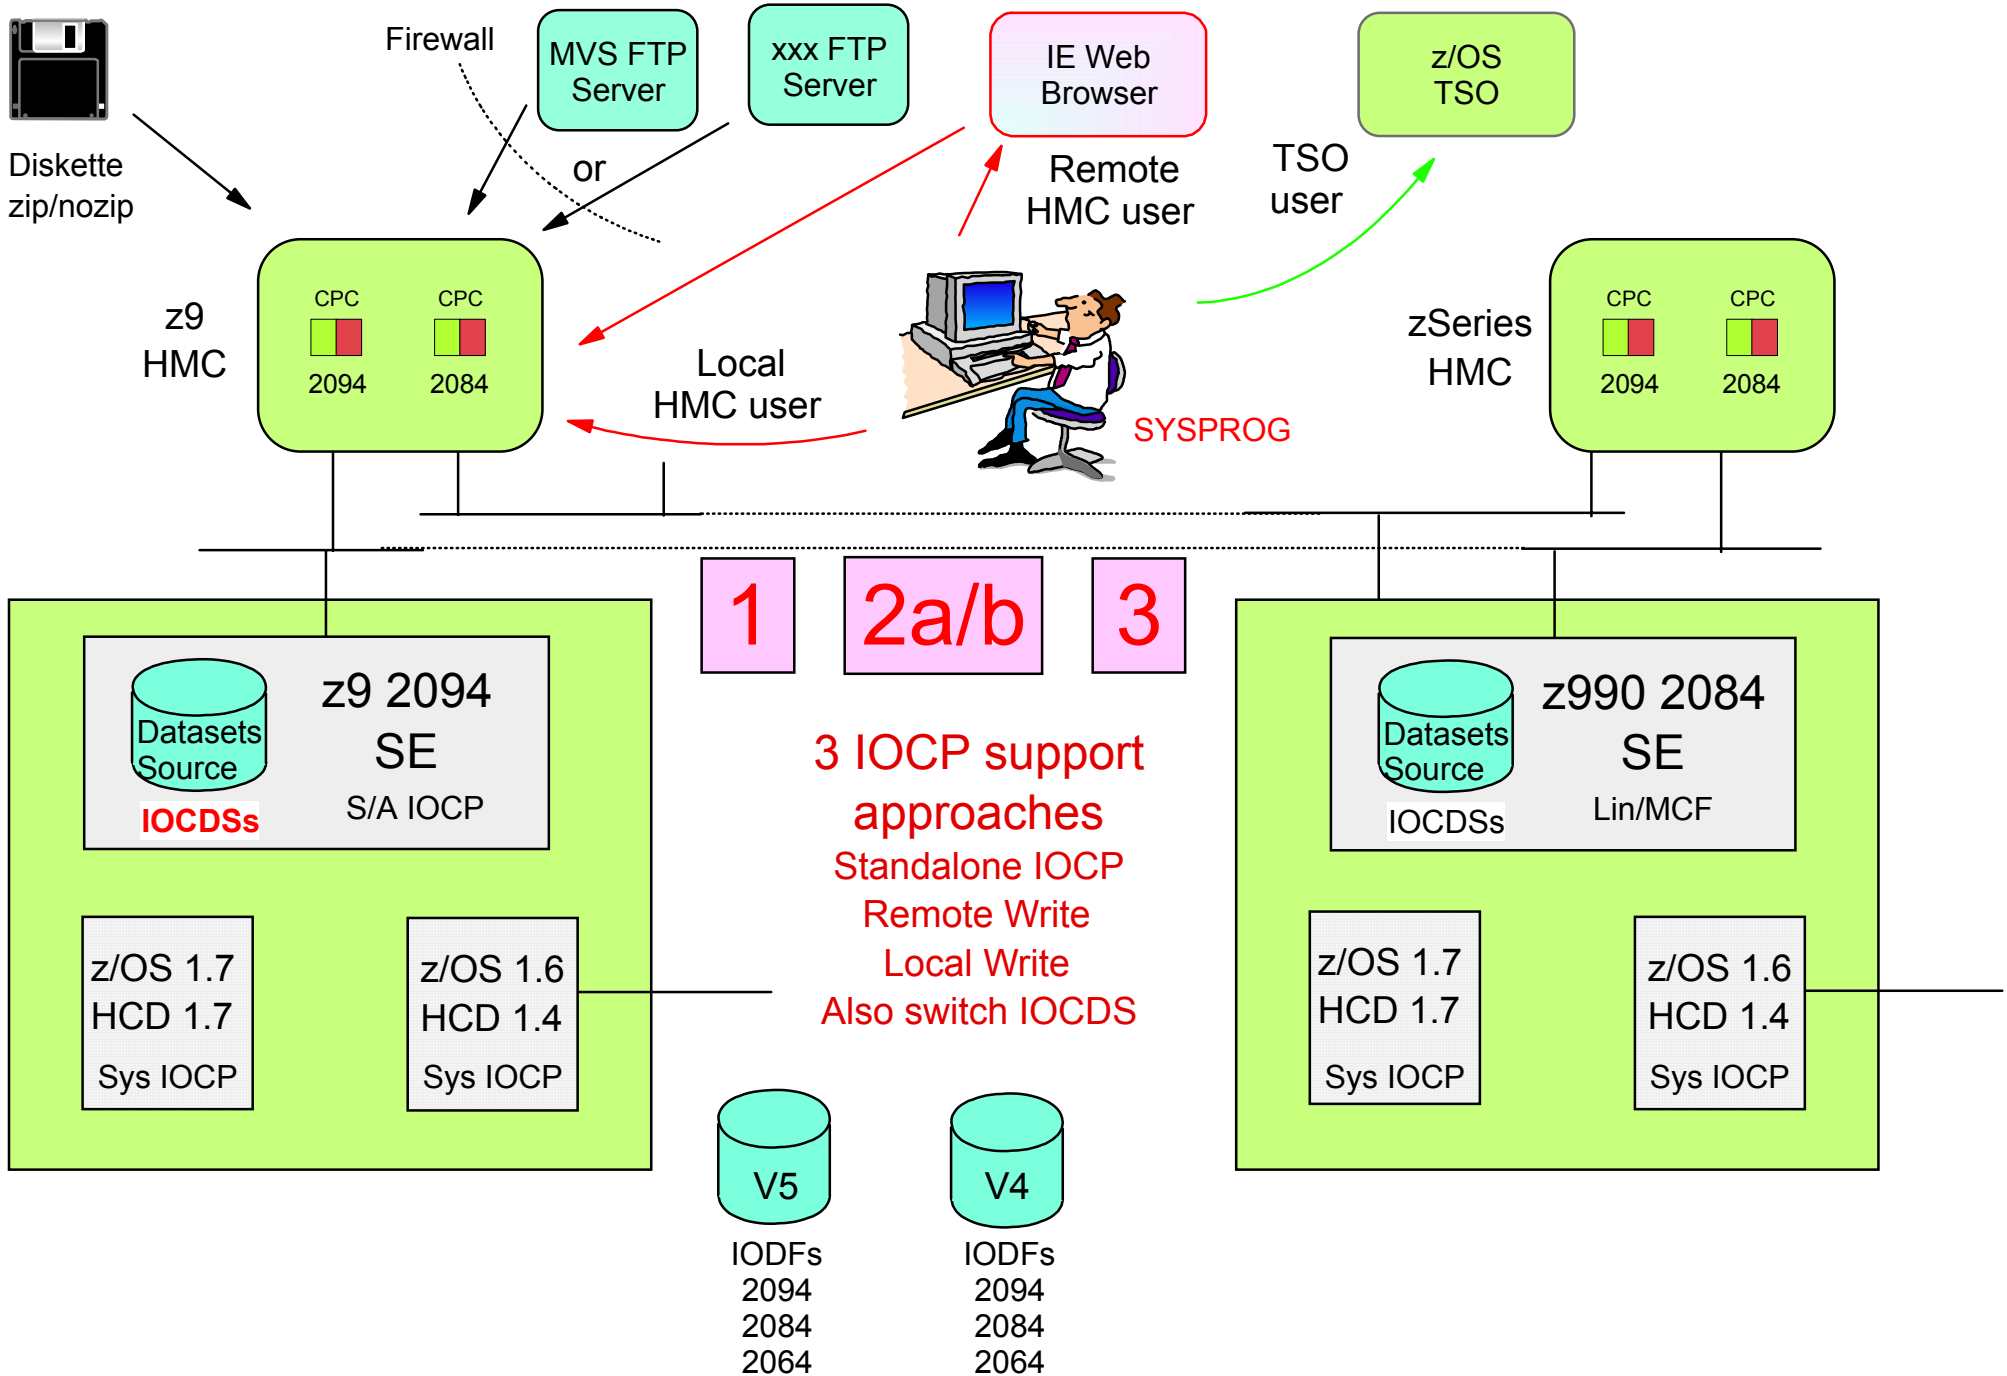 Firewall
MVS FTP
Server
xxx FTP
Server
IE Web
Browser
z/OS
TSO
Diskette
zip/nozip
or
Remote
HMC user
TSO
user
z9
HMC
CPC
2094
CPC
2084
Local
HMC user
SYSPROG
zSeries
HMC
CPC
2094
CPC
2084
1
2a/b
3
Datasets
Source
IOCDSs
z9 2094
SE
S/A IOCP
3 IOCP support
approaches
Standalone IOCP
Remote Write
Local Write
Also switch IOCDS
Datasets
Source
IOCDSs
z990 2084
SE
Lin/MCF
z/OS 1.7
HCD 1.7
Sys IOCP
z/OS 1.6
HCD 1.4
Sys IOCP
z/OS 1.7
HCD 1.7
Sys IOCP
z/OS 1.6
HCD 1.4
Sys IOCP
V5
IODFs
2094
2084
2064
V4
IODFs
2094
2084
2064